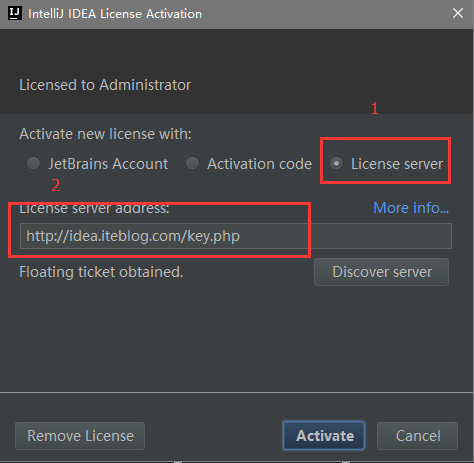 IJ IntelliJ IDEA License Activation
Licensed to Administrator
1
Activate new license with:
JetBrains Account Activation code License server
2
License server address: More info...
http://idea.iteblog.com/key.php
Floating ticket obtained. Discover server
Remove License Activate Cancel